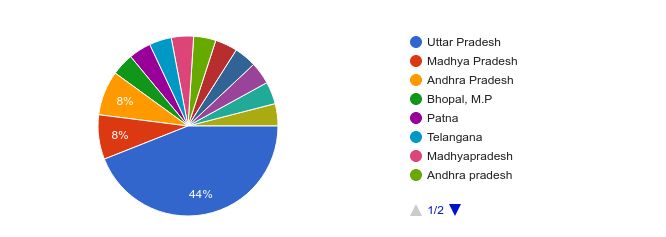 Uttar Pradesh
Madhya Pradesh
Andhra Pradesh
Bhopal, M.P
Patna
Telangana
Madhyapradesh
Andhra pradesh
1/2
8%
8%
44%